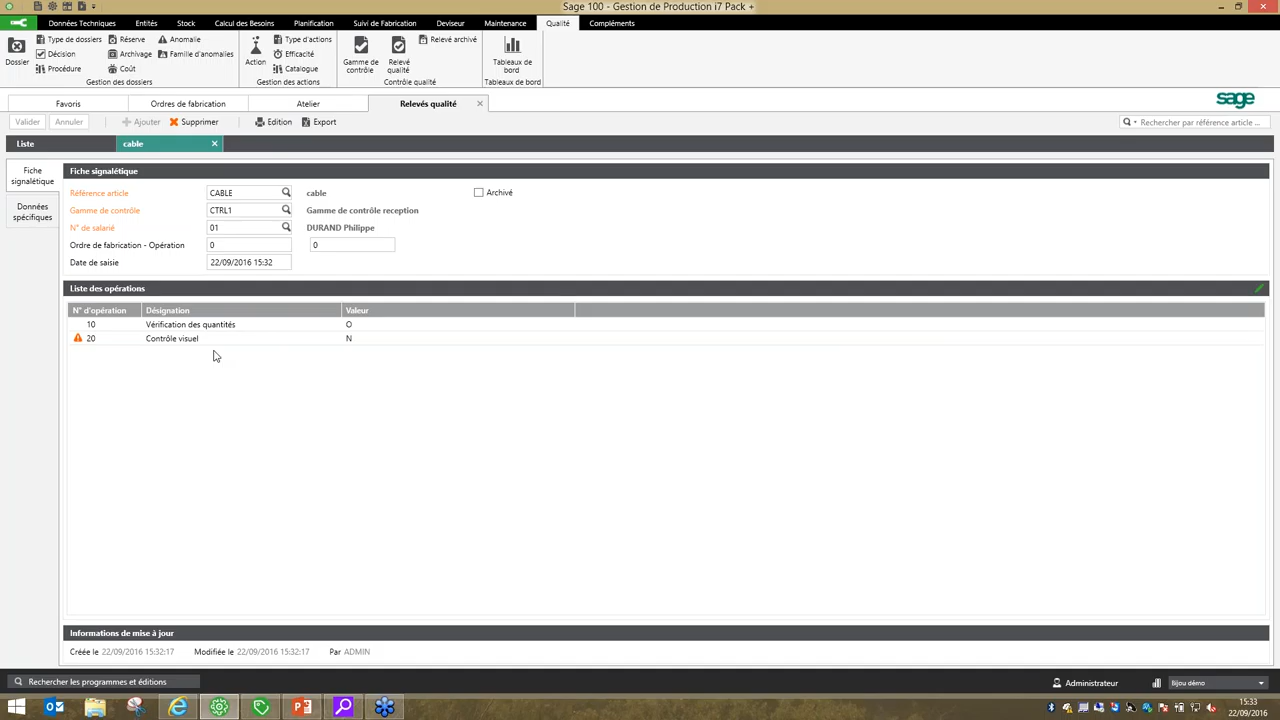 Sage 100 - Gestion de Production i7 Pack +
Données Techniques Entités Stock Calcul des Besoins Planification Suivi de Fabrication Deviseur Maintenance Qualité Compléments
Dossier
Type de dossiers Réserve Anomalie
Décision Archivage Famille d'anomalies
Procédure Coût
Gestion des dossiers
Action
Type d'actions
Efficacité
Catalogue
Gestion des actions
Gamme de contrôle
Relevé qualité
Relevé archivé
Contrôle qualité
Tableaux de bord
Tableaux de bord
Favoris Ordres de fabrication Atelier Relevés qualité
sage
Valider Annuler Ajouter Supprimer Edition Export Rechercher par référence article ...
Liste cable
Fiche signalétique
Données spécifiques
Fiche signalétique
Référence article CABLE cable Archivé
Gamme de contrôle CTRL1 Gamme de contrôle reception
N° de salarié 01 DURAND Philippe
Ordre de fabrication - Opération 0 0
Date de saisie 22/09/2016 15:32
Liste des opérations
N° d'opération Désignation Valeur
10 Vérification des quantités O
20 Contrôle visuel N
Informations de mise à jour
Créée le 22/09/2016 15:32:17 Modifiée le 22/09/2016 15:32:17 Par ADMIN
Rechercher les programmes et éditions Administrateur Bijou démo
15:33
22/09/2016